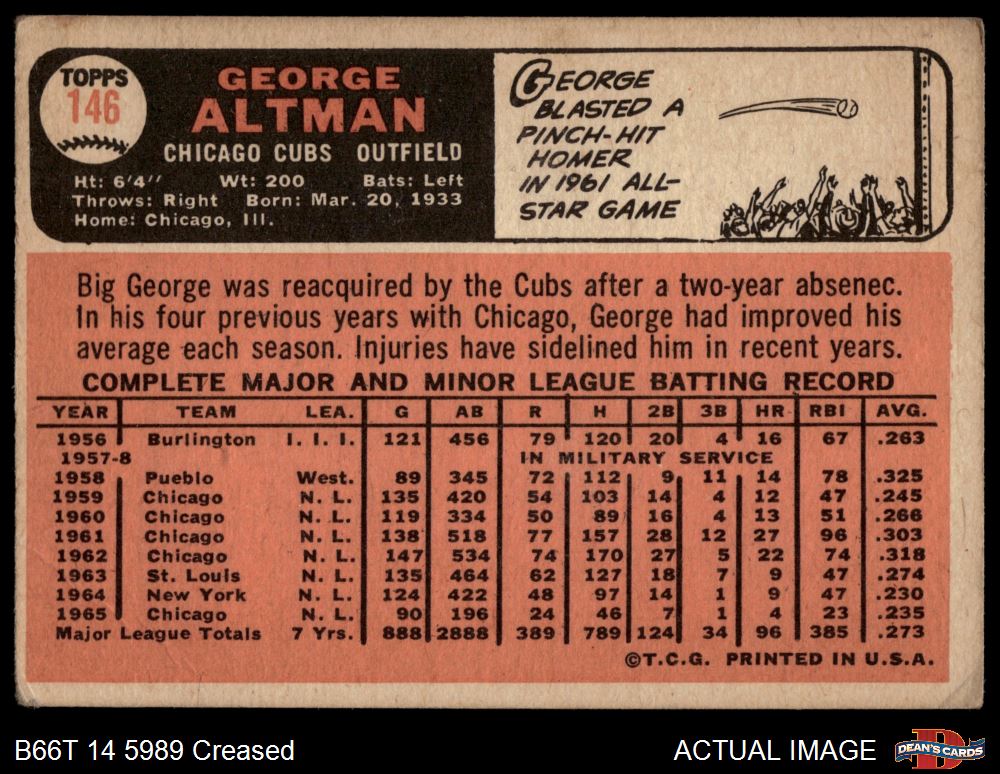 TOPPS
146
GEORGE
ALTMAN
CHICAGO CUBS OUTFIELD
Ht: 6'4" Wt: 200 Bats: Left
Throws: Right Born: Mar. 20, 1933
Home: Chicago, Ill.
GEORGE
BLASTED A
PINCH-HIT
HOMER
IN 1961 ALL-
STAR GAME
Big George was reacquired by the Cubs after a two-year absenec.
In his four previous years with Chicago, George had improved his
average each season. Injuries have sidelined him in recent years.
COMPLETE MAJOR AND MINOR LEAGUE BATTING RECORD
YEAR TEAM LEA. G AB R H 2B 3B HR RBI AVG.
1956 Burlington I. I. I. 121 456 79 120 20 4 16 67 .263
1957-8 IN MILITARY SERVICE
1958 Pueblo West. 89 345 72 112 9 11 14 78 .325
1959 Chicago N. L. 135 420 54 103 14 4 12 47 .245
1960 Chicago N. L. 119 334 50 89 16 4 13 51 .266
1961 Chicago N. L. 138 518 77 157 28 12 27 96 .303
1962 Chicago N. L. 147 534 74 170 27 5 22 74 .318
1963 St. Louis N. L. 135 464 62 127 18 7 9 47 .274
1964 New York N. L. 124 422 48 97 14 1 9 47 .230
1965 Chicago N. L. 90 196 24 46 7 1 4 23 .235
Major League Totals 7 Yrs. 888 2888 389 789 124 34 96 385 .273
©T.C.G. PRINTED IN U.S.A.
B66T 14 5989 Creased
ACTUAL IMAGE
D
DEAN'S CARDS